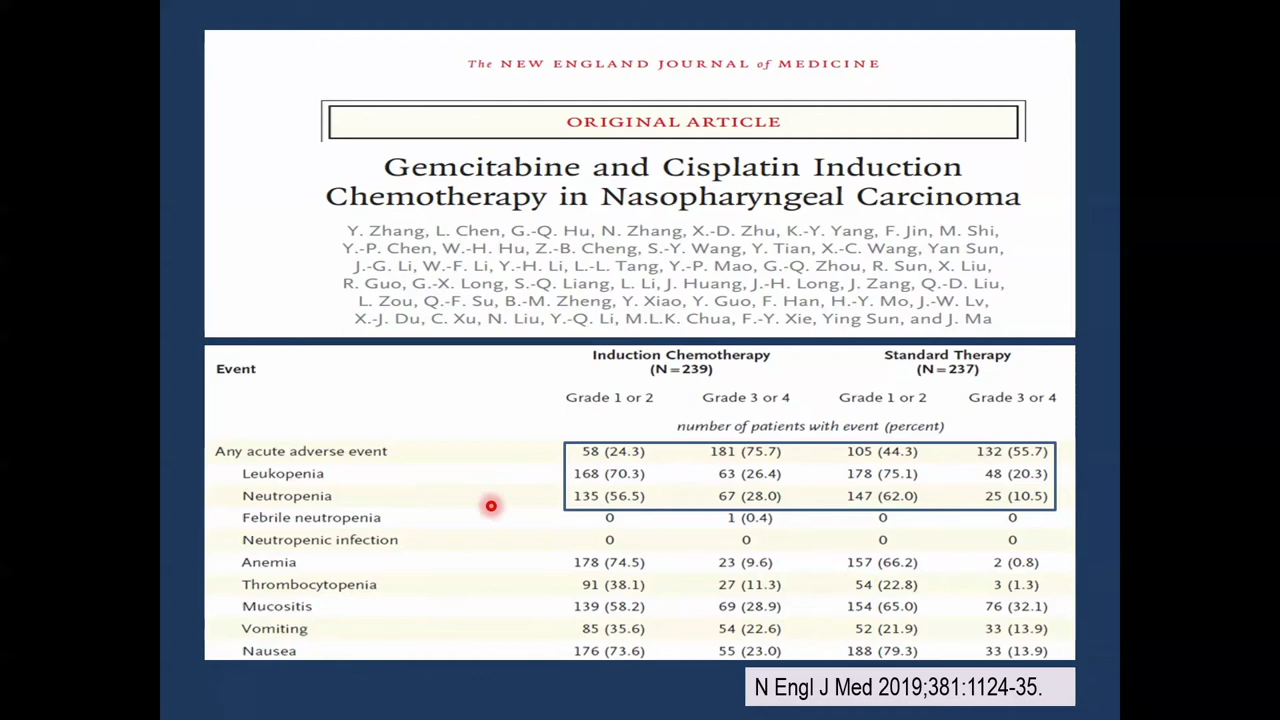 The NEW ENGLAND JOURNAL of MEDICINE
ORIGINAL ARTICLE
Gemcitabine and Cisplatin Induction
Chemotherapy in Nasopharyngeal Carcinoma
Y. Zhang, L. Chen, G.-Q. Hu, N. Zhang, X.-D. Zhu, K.-Y. Yang, F. Jin, M. Shi,
Y.-P. Chen, W.-H. Hu, Z.-B. Cheng, S.-Y. Wang, Y. Tian, X.-C. Wang, Yan Sun,
J.-G. Li, W.-F. Li, Y.-H. Li, L.-L. Tang, Y.-P. Mao, G.-Q. Zhou, R. Sun, X. Liu,
R. Guo, G.-X. Long, S.-Q. Liang, L. Li, J. Huang, J.-H. Long, J. Zang, Q.-D. Liu,
L. Zou, Q.-F. Su, B.-M. Zheng, Y. Xiao, Y. Guo, F. Han, H.-Y. Mo, J.-W. Lv,
X.-J. Du, C. Xu, N. Liu, Y.-Q. Li, M.L.K. Chua, F.-Y. Xie, Ying Sun, and J. Ma
Event Induction Chemotherapy (N=239) Standard Therapy (N=237)
Grade 1 or 2 Grade 3 or 4 Grade 1 or 2 Grade 3 or 4
number of patients with event (percent)
Any acute adverse event 58 (24.3) 181 (75.7) 105 (44.3) 132 (55.7)
Leukopenia 168 (70.3) 63 (26.4) 178 (75.1) 48 (20.3)
Neutropenia 135 (56.5) 67 (28.0) 147 (62.0) 25 (10.5)
Febrile neutropenia 0 1 (0.4) 0 0
Neutropenic infection 0 0 0 0
Anemia 178 (74.5) 23 (9.6) 157 (66.2) 2 (0.8)
Thrombocytopenia 91 (38.1) 27 (11.3) 54 (22.8) 3 (1.3)
Mucositis 139 (58.2) 69 (28.9) 154 (65.0) 76 (32.1)
Vomiting 85 (35.6) 54 (22.6) 52 (21.9) 33 (13.9)
Nausea 176 (73.6) 55 (23.0) 188 (79.3) 33 (13.9)
N Engl J Med 2019;381:1124-35.